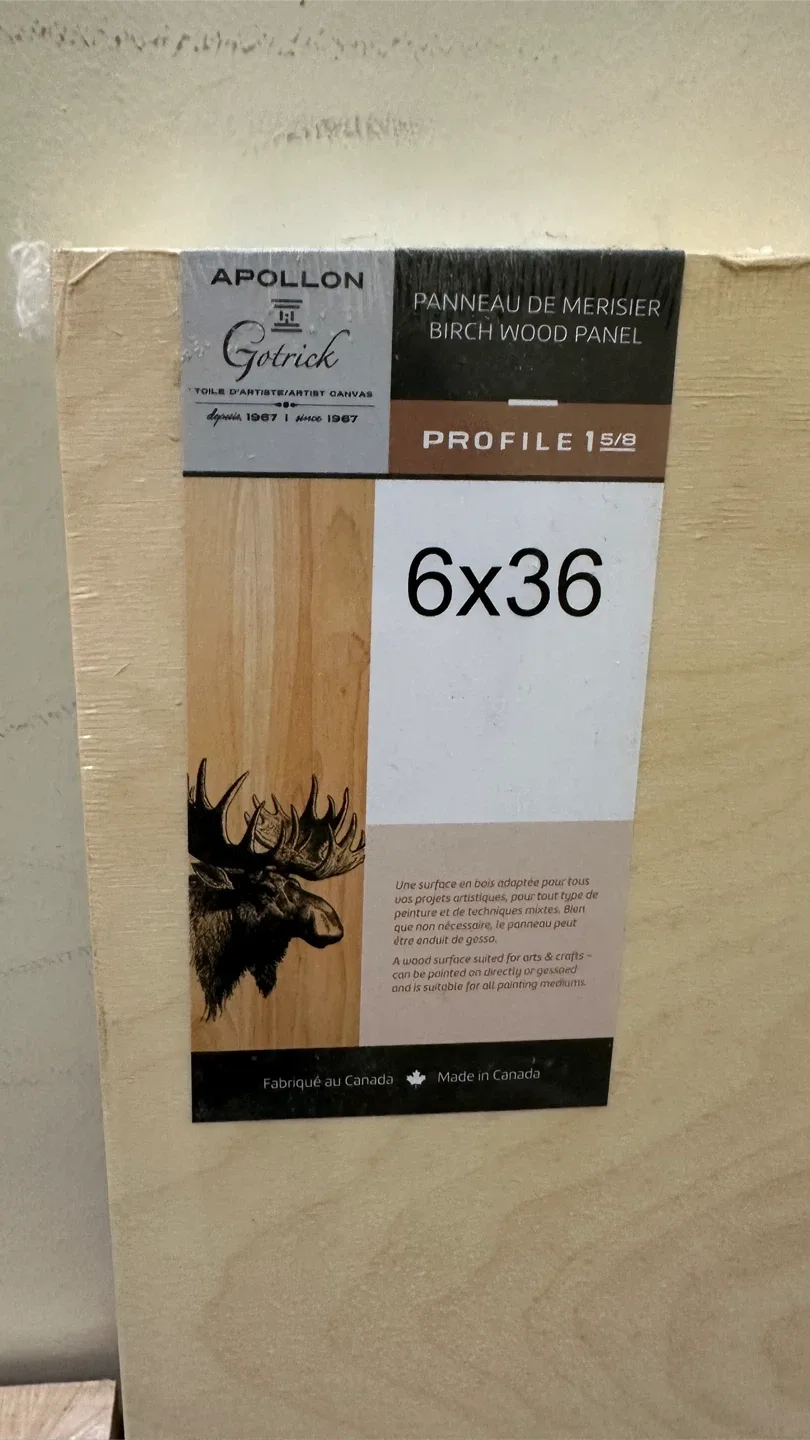 APOLLON
Gotrick
TOILE D'ARTISTE/ARTIST CANVAS
depuis 1967 | since 1967
PANNEAU DE MERISIER
BIRCH WOOD PANEL
PROFILE 1 5/8
6x36
Une surface en bois adaptée pour tous
vos projets artistiques, pour tout type de
peinture et de techniques mixtes. Bien
que non nécessaire, le panneau peut
être enduit de gesso.
A wood surface suited for arts & crafts –
can be painted on directly or gessoed
and is suitable for all painting mediums.
Fabriqué au Canada Made in Canada